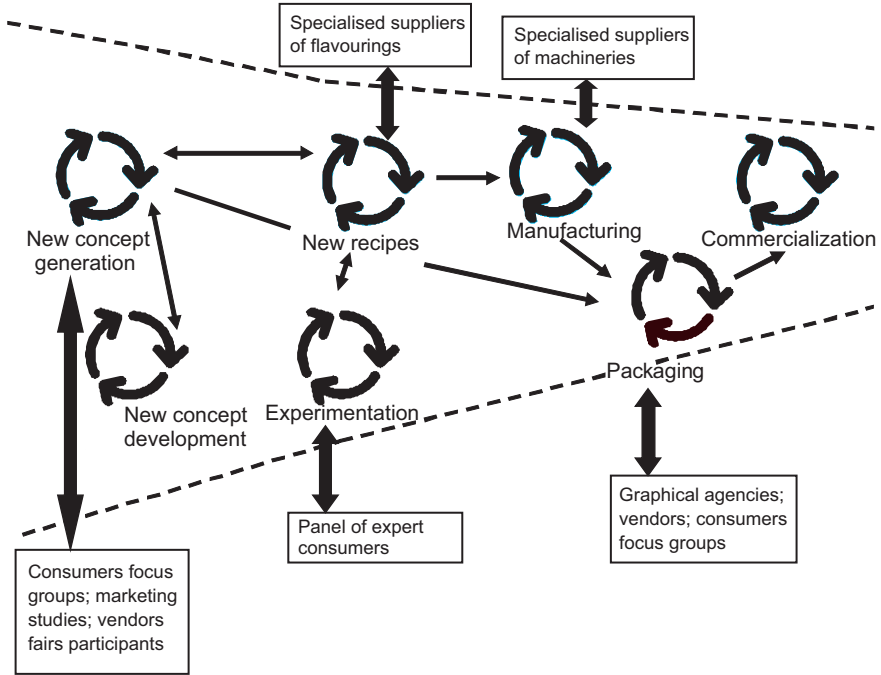 Specialised suppliers
of flavourings
Specialised suppliers
of machineries
New concept
generation
New recipes
Manufacturing
Commercialization
New concept
development
Experimentation
Packaging
Consumers focus
groups; marketing
studies; vendors
fairs participants
Panel of expert
consumers
Graphical agencies;
vendors; consumers
focus groups